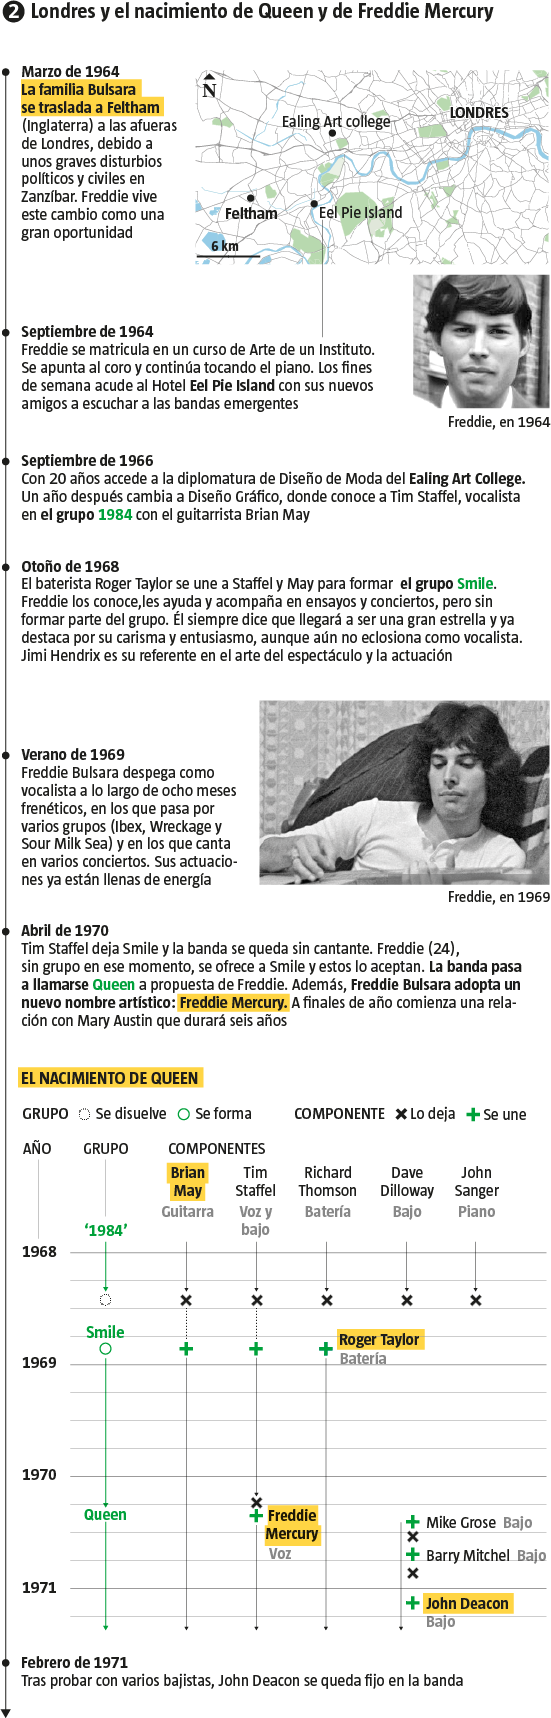 2 Londres y el nacimiento de Queen y de Freddie Mercury
Marzo de 1964
La familia Bulsara
se traslada a Feltham
(Inglaterra) a las afueras
de Londres, debido a
unos graves disturbios
políticos y civiles en
Zanzíbar. Freddie vive
este cambio como una
gran oportunidad
N
Ealing Art college
LONDRES
Feltham
Eel Pie Island
6 km
Septiembre de 1964
Freddie se matricula en un curso de Arte de un Instituto.
Se apunta al coro y continúa tocando el piano. Los fines
de semana acude al Hotel Eel Pie Island con sus nuevos
amigos a escuchar a las bandas emergentes
Freddie, en 1964
Septiembre de 1966
Con 20 años accede a la diplomatura de Diseño de Moda del Ealing Art College.
Un año después cambia a Diseño Gráfico, donde conoce a Tim Staffel, vocalista
en el grupo 1984 con el guitarrista Brian May
Otoño de 1968
El baterista Roger Taylor se une a Staffel y May para formar el grupo Smile.
Freddie los conoce,les ayuda y acompaña en ensayos y conciertos, pero sin
formar parte del grupo. Él siempre dice que llegará a ser una gran estrella y ya
destaca por su carisma y entusiasmo, aunque aún no eclosiona como vocalista.
Jimi Hendrix es su referente en el arte del espectáculo y la actuación
Verano de 1969
Freddie Bulsara despega como
vocalista a lo largo de ocho meses
frenéticos, en los que pasa por
varios grupos (Ibex, Wreckage y
Sour Milk Sea) y en los que canta
en varios conciertos. Sus actuacio-
nes ya están llenas de energía
Freddie, en 1969
Abril de 1970
Tim Staffel deja Smile y la banda se queda sin cantante. Freddie (24),
sin grupo en ese momento, se ofrece a Smile y estos lo aceptan. La banda pasa
a llamarse Queen a propuesta de Freddie. Además, Freddie Bulsara adopta un
nuevo nombre artístico: Freddie Mercury. A finales de año comienza una rela-
ción con Mary Austin que durará seis años
EL NACIMIENTO DE QUEEN
GRUPO Se disuelve Se forma COMPONENTE Lo deja Se une
AÑO GRUPO COMPONENTES
Brian May Guitarra
Tim Staffel Voz y bajo
Richard Thomson Batería
Dave Dilloway Bajo
John Sanger Piano
‘1984’
1968
Smile
Roger Taylor
Batería
1969
1970
Queen
Freddie
Mercury
Voz
Mike Grose Bajo
Barry Mitchel Bajo
1971
John Deacon
Bajo
Febrero de 1971
Tras probar con varios bajistas, John Deacon se queda fijo en la banda